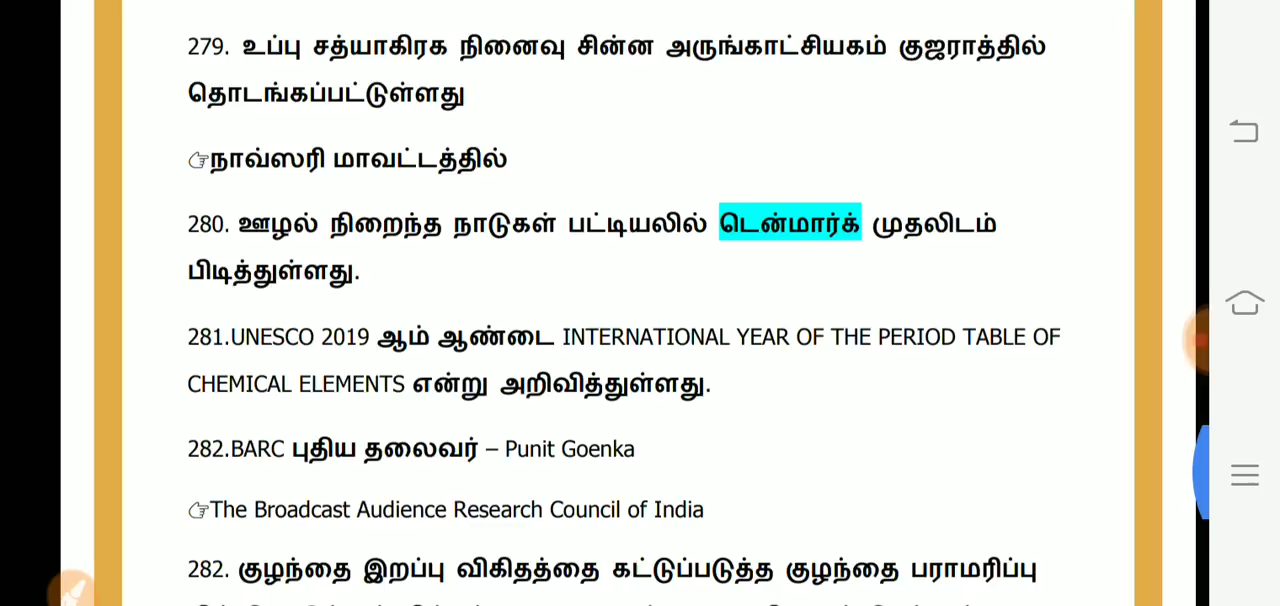 279. உப்பு சத்யாகிரக நினைவு சின்ன அருங்காட்சியகம் குஜராத்தில்
தொடங்கப்பட்டுள்ளது
☞நாவ்ஸரி மாவட்டத்தில்
280. ஊழல் நிறைந்த நாடுகள் பட்டியலில் டென்மார்க் முதலிடம்
பிடித்துள்ளது.
281.UNESCO 2019 ஆம் ஆண்டை INTERNATIONAL YEAR OF THE PERIOD TABLE OF
CHEMICAL ELEMENTS என்று அறிவித்துள்ளது.
282.BARC புதிய தலைவர் – Punit Goenka
☞The Broadcast Audience Research Council of India
282. குழந்தை இறப்பு விகிதத்தை கட்டுப்படுத்த குழந்தை பராமரிப்பு